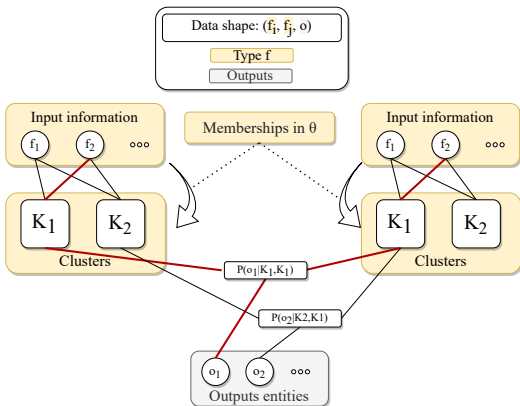 Data shape: (fi, fj, o)
Type f
Outputs
Input information
f1 f2 ooo
Memberships in θ
Input information
f1 f2 ooo
K1 K2
Clusters
K1 K2
Clusters
P(o1|K1,K1)
P(o2|K2,K1)
o1 o2 ooo
Outputs entities